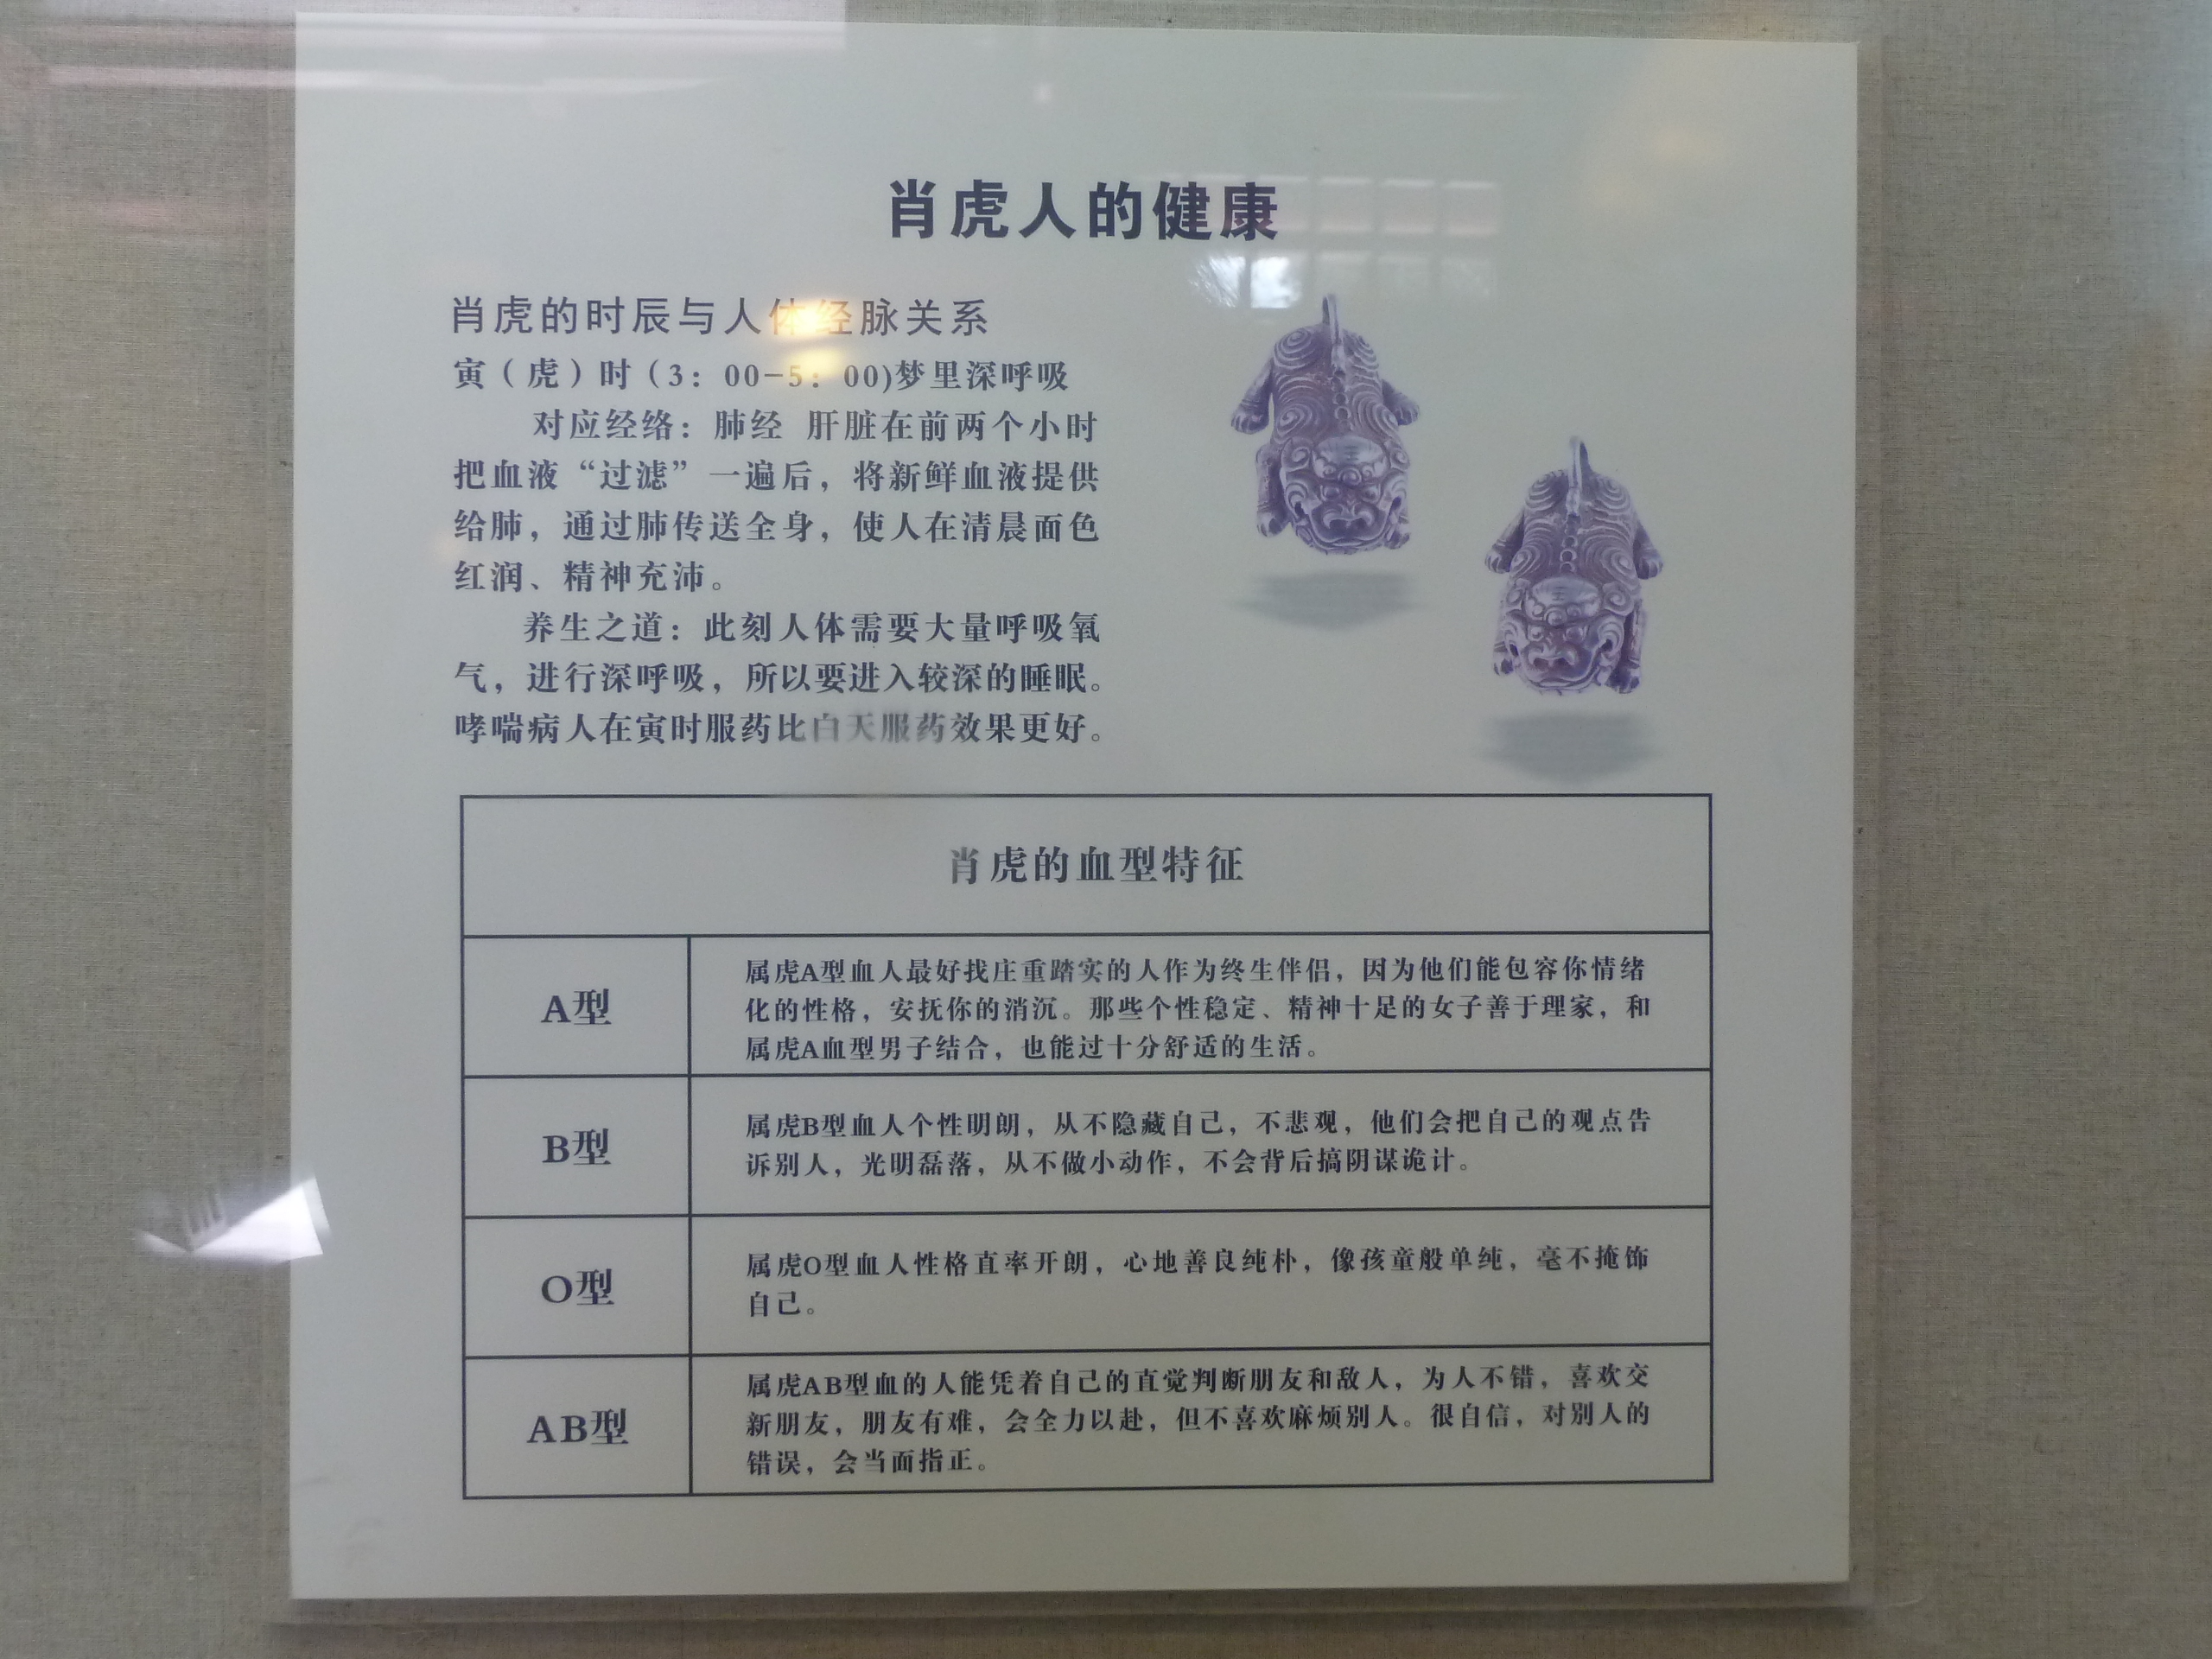 肖虎人的健康
肖虎的时辰与人体经脉关系
寅（虎）时（3：00-5：00)梦里深呼吸
对应经络：肺经 肝脏在前两个小时
把血液“过滤”一遍后，将新鲜血液提供
给肺，通过肺传送全身，使人在清晨面色
红润、精神充沛。
养生之道：此刻人体需要大量呼吸氧
气，进行深呼吸，所以要进入较深的睡眠。
哮喘病人在寅时服药比白天服药效果更好。
肖虎的血型特征
A型
属虎A型血人最好找庄重踏实的人作为终生伴侣，因为他们能包容你情绪
化的性格，安抚你的消沉。那些个性稳定、精神十足的女子善于理家，和
属虎A血型男子结合，也能过十分舒适的生活。
B型
属虎B型血人个性明朗，从不隐藏自己，不悲观，他们会把自己的观点告
诉别人，光明磊落，从不做小动作，不会背后搞阴谋诡计。
O型
属虎O型血人性格直率开朗，心地善良纯朴，像孩童般单纯，毫不掩饰
自己。
AB型
属虎AB型血的人能凭着自己的直觉判断朋友和敌人，为人不错，喜欢交
新朋友，朋友有难，会全力以赴，但不喜欢麻烦别人。很自信，对别人的
错误，会当面指正。